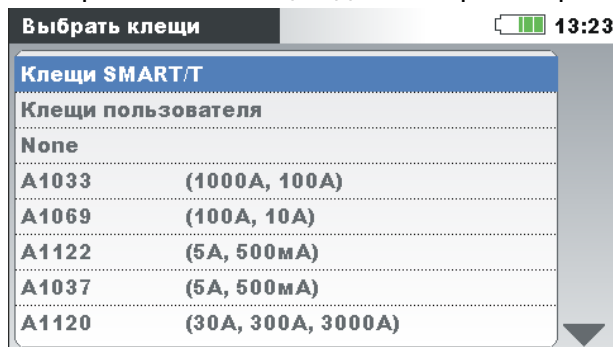 Выбрать клещи 13:23
Клещи SMART/T
Клещи пользователя
None
A1033 (1000A, 100A)
A1069 (100A, 10A)
A1122 (5A, 500мA)
A1037 (5A, 500мA)
A1120 (30A, 300A, 3000A)